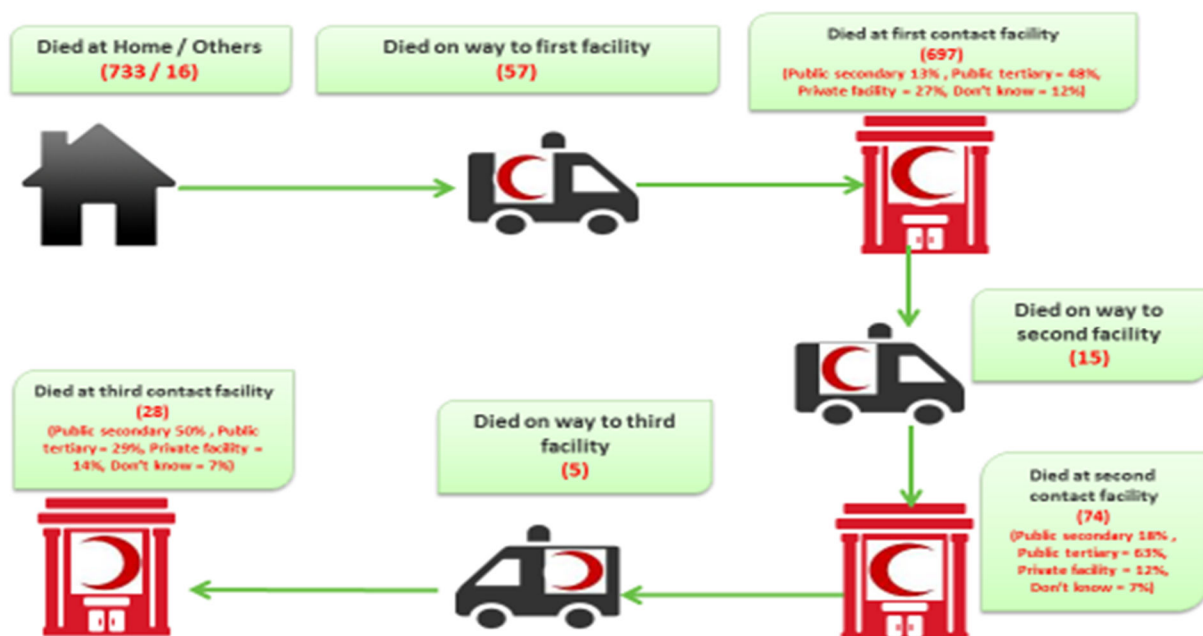 Died at Home / Others
(733 / 16)
Died on way to first facility
(57)
Died at first contact facility
(697)
(Public secondary 13% , Public tertiary = 48%,
Private facility = 27%, Don't know = 12%)
Died on way to
second facility
(15)
Died at second
contact facility
(74)
(Public secondary 18% ,
Public tertiary = 63%,
Private facility = 12%,
Don't know = 7%)
Died on way to third
facility
(5)
Died at third contact facility
(28)
(Public secondary 50% , Public
tertiary = 29%, Private facility =
14%, Don't know = 7%)